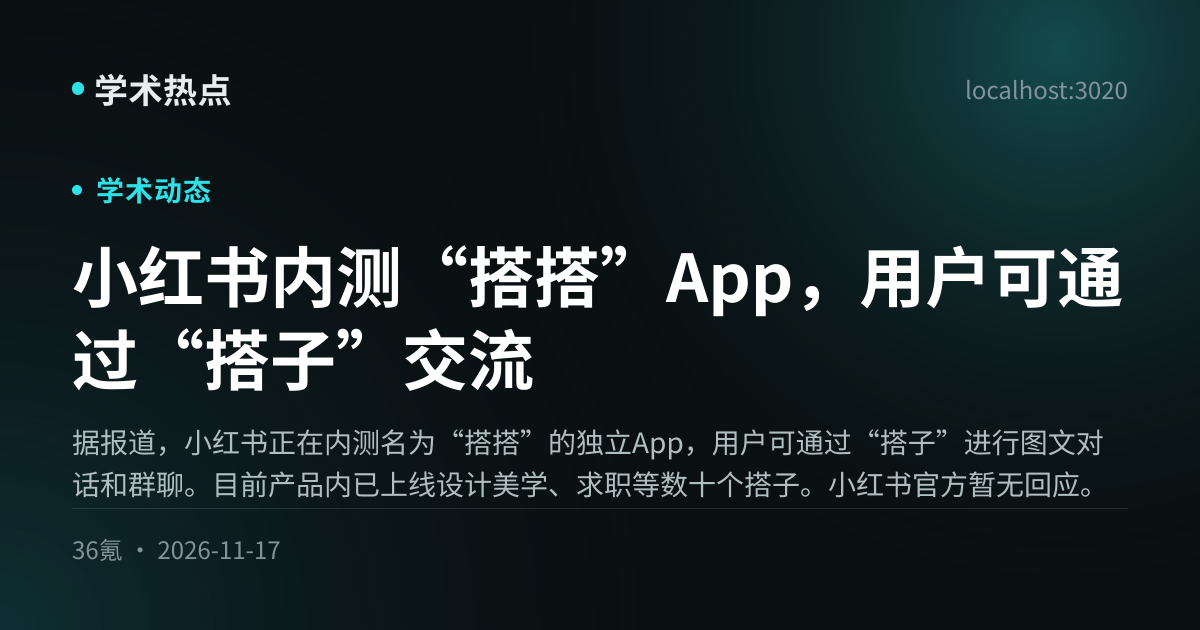 学术热点
localhost:3020
学术动态
小红书内测“搭搭”App，用户可通
过“搭子”交流
据报道，小红书正在内测名为“搭搭”的独立App，用户可通过“搭子”进行图文对
话和群聊。目前产品内已上线设计美学、求职等数十个搭子。小红书官方暂无回应。
36氪 · 2026-11-17